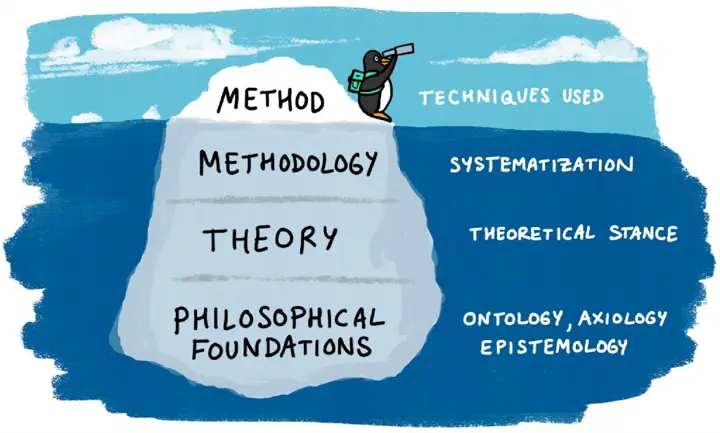 METHOD
TECHNIQUES USED
METHODOLOGY
SYSTEMATIZATION
THEORY
THEORETICAL STANCE
PHILOSOPHICAL
FOUNDATIONS
ONTOLOGY, AXIOLOGY
EPISTEMOLOGY